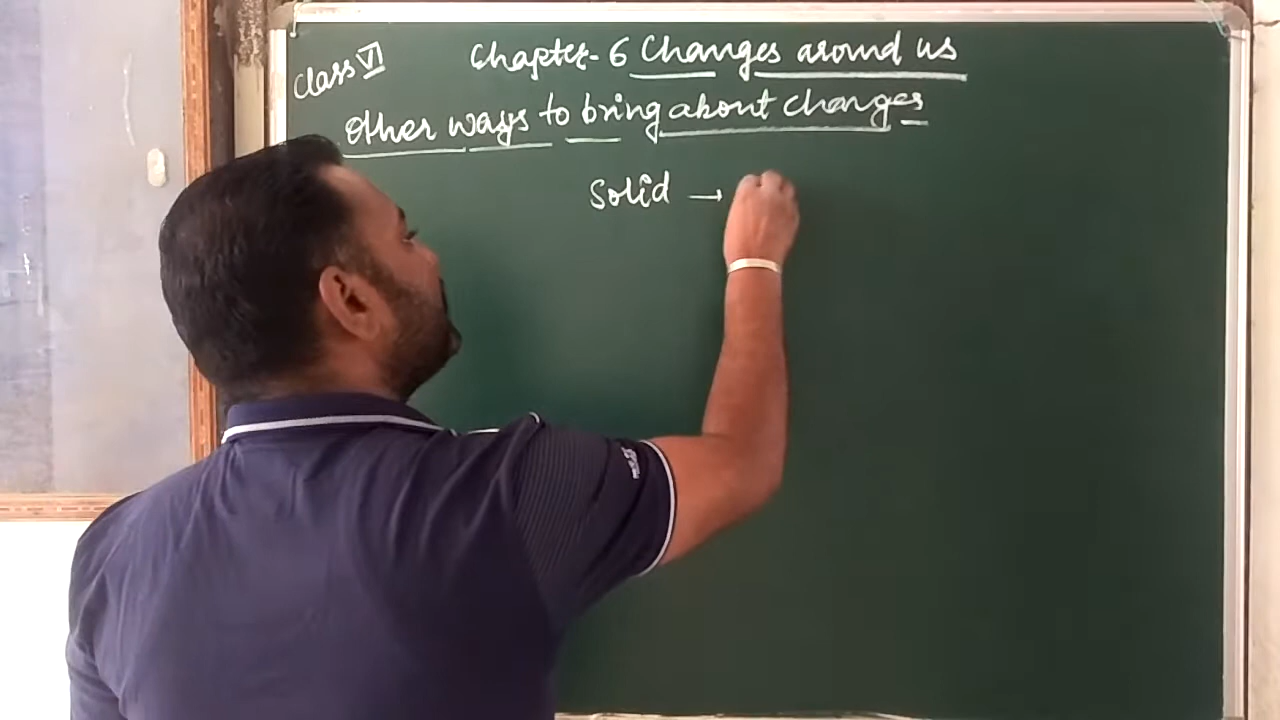 Class VI
Chapter-6 Changes around us
Other ways to bring about changes
Solid →